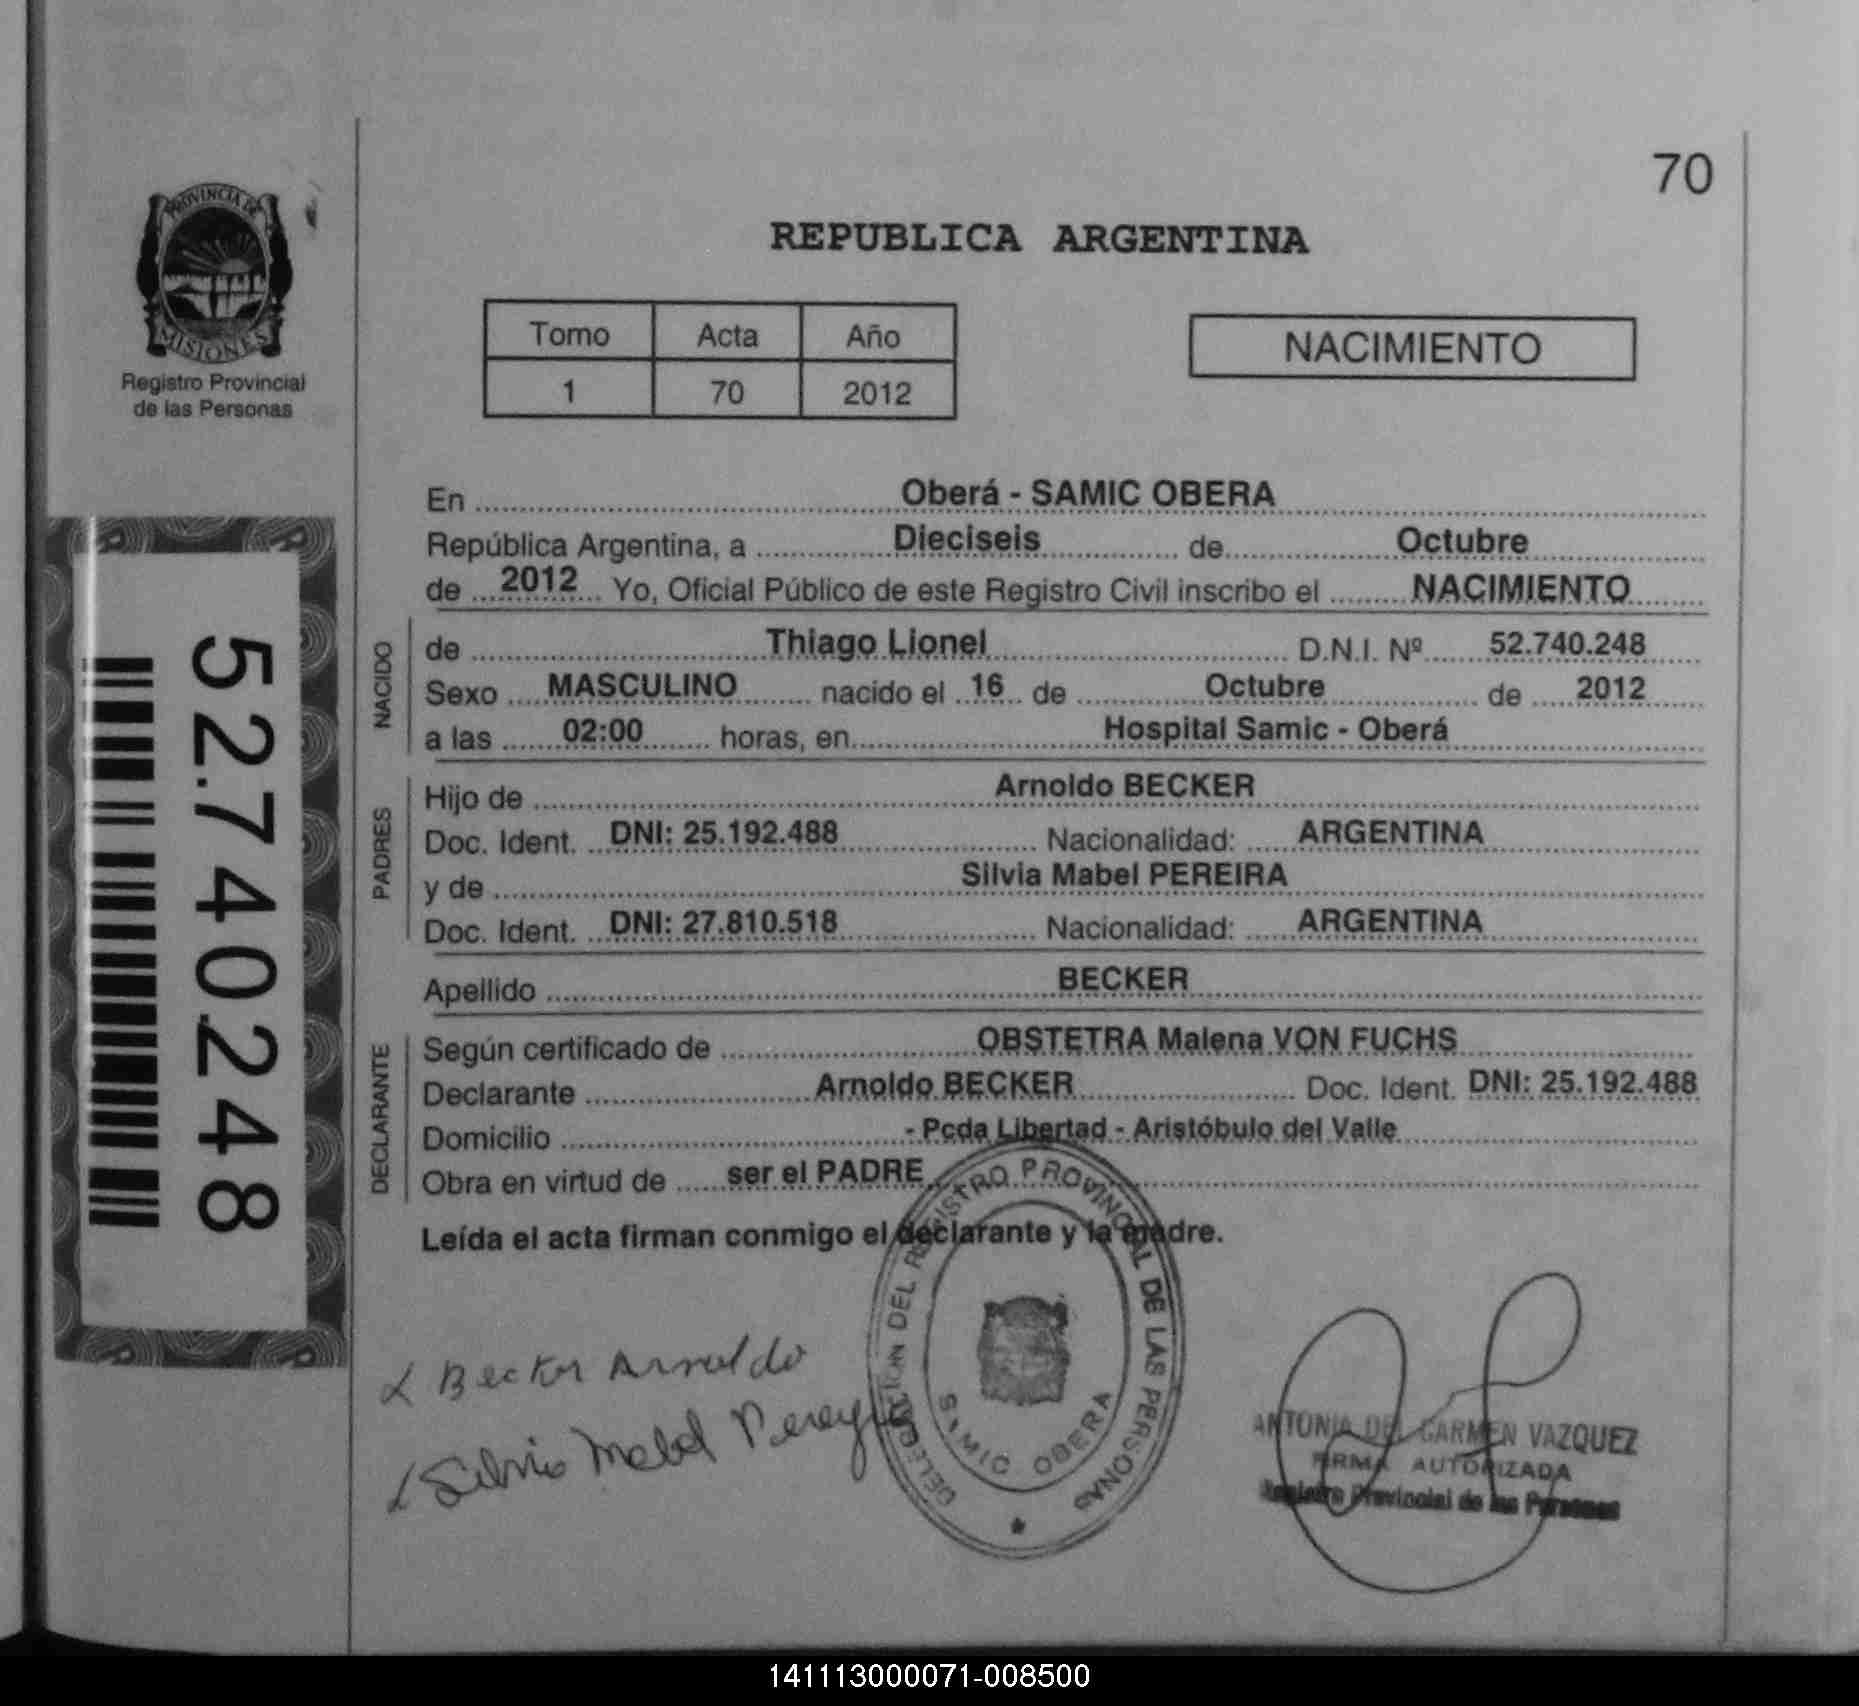 70
PROVINCIA DE
MISIONES
Registro Provincial
de las Personas
REPUBLICA ARGENTINA
Tomo Acta Año
1 70 2012
NACIMIENTO
52.740.248
En Oberá - SAMIC OBERA
República Argentina, a Dieciseis de Octubre
de 2012 Yo, Oficial Público de este Registro Civil inscribo el NACIMIENTO
NACIDO
de Thiago Lionel D.N.I. Nº 52.740.248
Sexo MASCULINO nacido el 16 de Octubre de 2012
a las 02:00 horas, en Hospital Samic - Oberá
PADRES
Hijo de Arnoldo BECKER
Doc. Ident. DNI: 25.192.488 Nacionalidad: ARGENTINA
y de Silvia Mabel PEREIRA
Doc. Ident. DNI: 27.810.518 Nacionalidad: ARGENTINA
Apellido BECKER
DECLARANTE
Según certificado de OBSTETRA Malena VON FUCHS
Declarante Arnoldo BECKER Doc. Ident. DNI: 25.192.488
Domicilio - Pcda Libertad - Aristóbulo del Valle
Obra en virtud de ser el PADRE
Leída el acta firman conmigo el declarante y la madre.
DELEGACION DEL REGISTRO PROVINCIAL DE LAS PERSONAS
SAMIC OBERA
Becker Arnoldo
Silvia Mabel
ANTONIA DEL CARMEN VAZQUEZ
FIRMA AUTORIZADA
Registro Provincial de las Personas
141113000071-008500